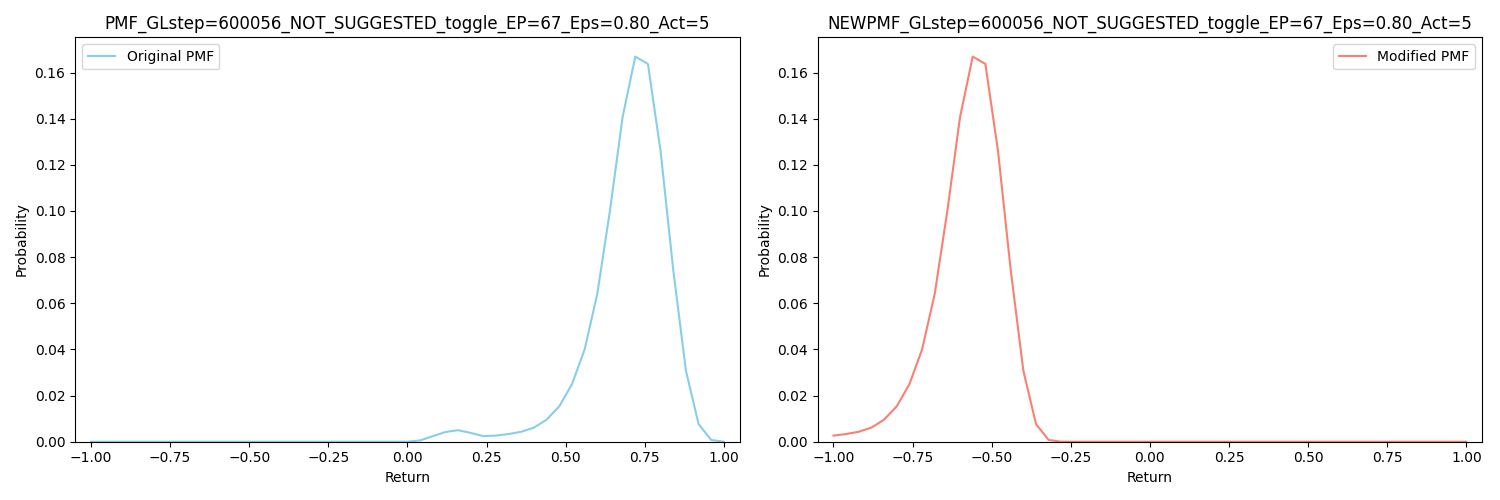 PMF_GLstep=600056_NOT_SUGGESTED_toggle_EP=67_Eps=0.80_Act=5
Original PMF
0.16
0.14
0.12
0.10
0.08
0.06
0.04
0.02
0.00
Probability
−1.00 −0.75 −0.50 −0.25 0.00 0.25 0.50 0.75 1.00
Return
NEWPMF_GLstep=600056_NOT_SUGGESTED_toggle_EP=67_Eps=0.80_Act=5
Modified PMF
0.16
0.14
0.12
0.10
0.08
0.06
0.04
0.02
0.00
Probability
−1.00 −0.75 −0.50 −0.25 0.00 0.25 0.50 0.75 1.00
Return